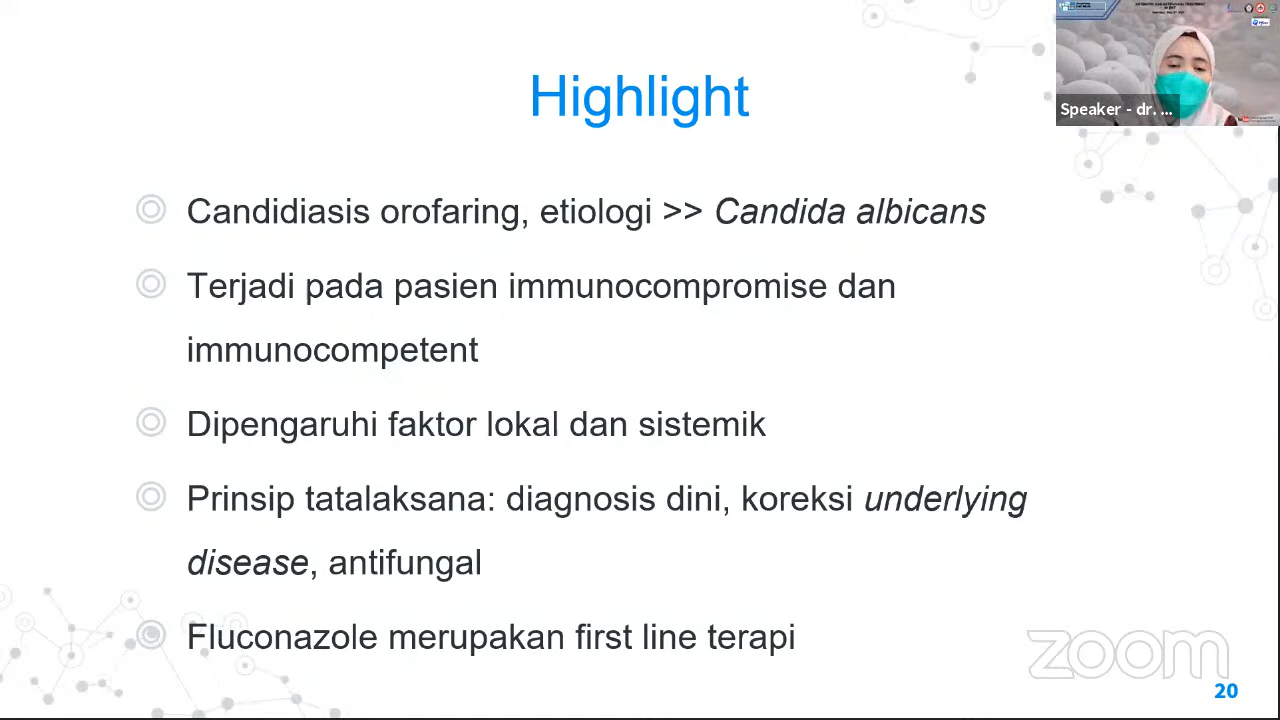 Highlight
Candidiasis orofaring, etiologi >> Candida albicans
Terjadi pada pasien immunocompromise dan
immunocompetent
Dipengaruhi faktor lokal dan sistemik
Prinsip tatalaksana: diagnosis dini, koreksi underlying
disease, antifungal
Fluconazole merupakan first line terapi
Speaker - dr. ...
zoom
20